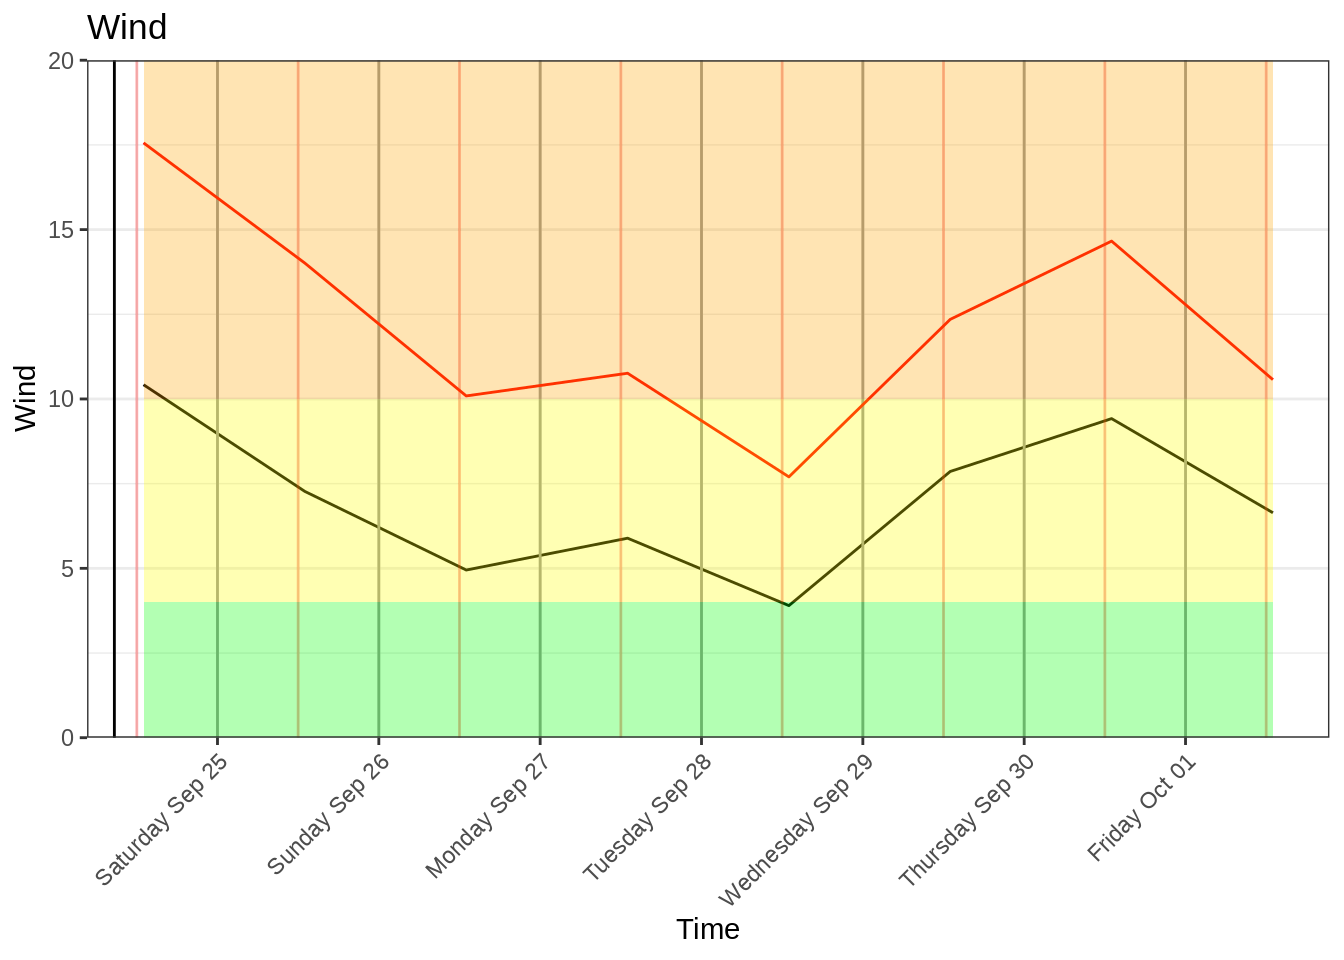 Wind
Wind
20
15
10
5
0
Saturday Sep 25
Sunday Sep 26
Monday Sep 27
Tuesday Sep 28
Wednesday Sep 29
Thursday Sep 30
Friday Oct 01
Time